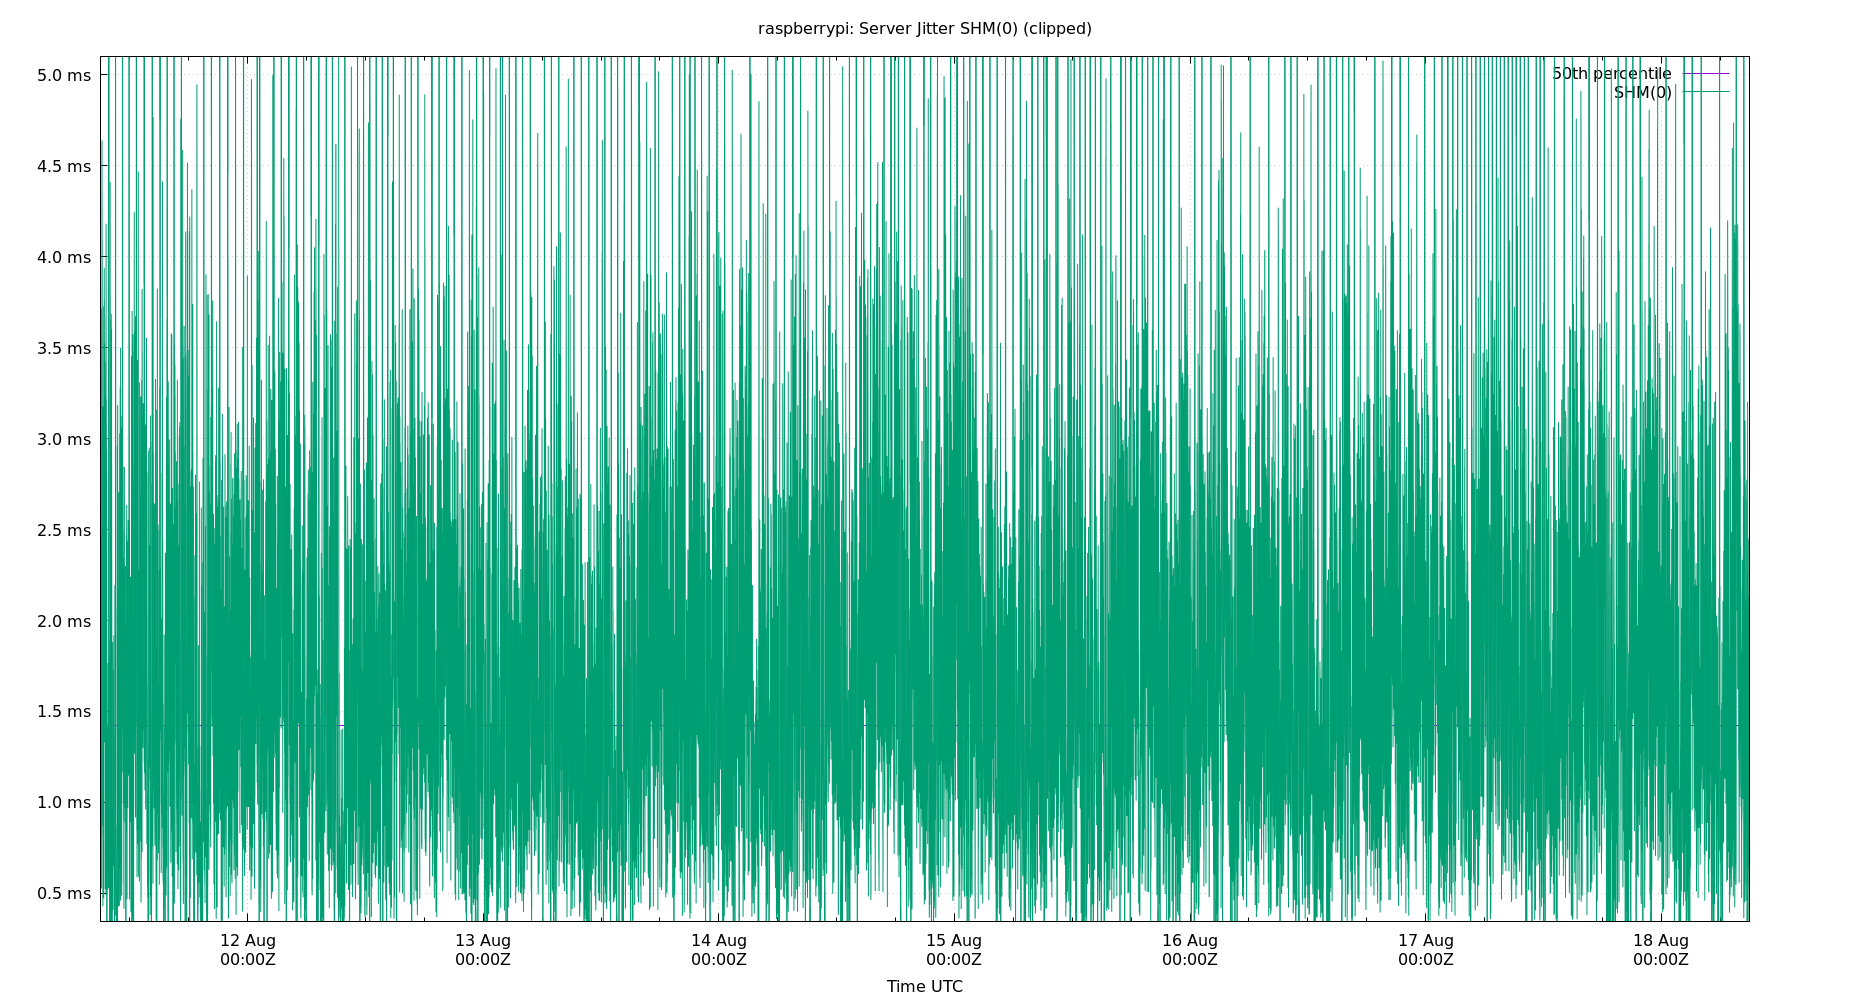 raspberrypi: Server Jitter SHM(0) (clipped)
5.0 ms
50th percentile
SHM(0)
4.5 ms
4.0 ms
3.5 ms
3.0 ms
2.5 ms
2.0 ms
1.5 ms
1.0 ms
0.5 ms
12 Aug 13 Aug 14 Aug 15 Aug 16 Aug 17 Aug 18 Aug
00:00Z 00:00Z 00:00Z 00:00Z 00:00Z 00:00Z 00:00Z
Time UTC